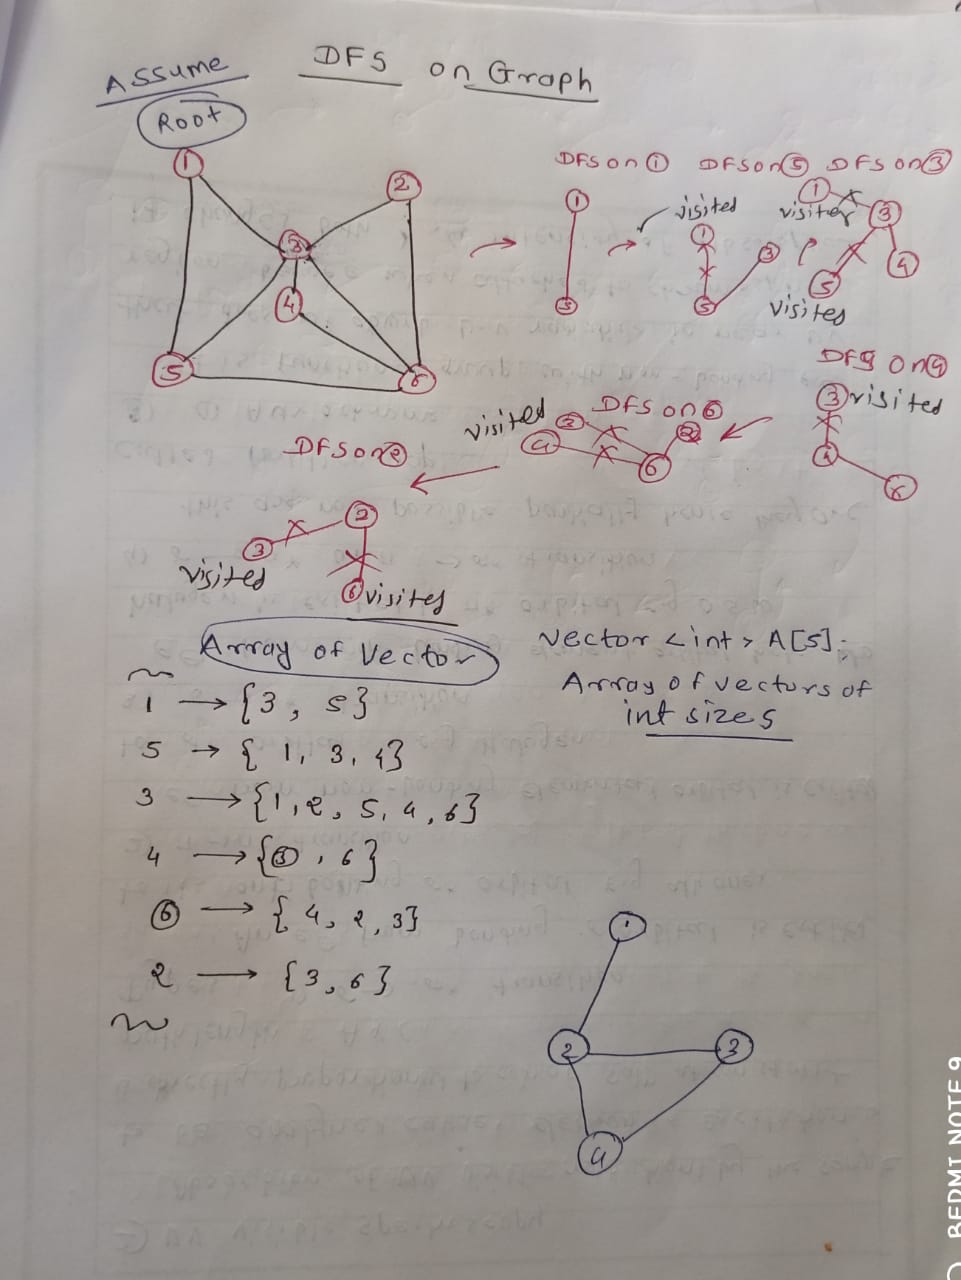 Assume DFS on Graph
Root
1
2
3
4
5
6
DFS on 1 DFS on 5 DFS on 3
1
5
visited
1
5
3
1
visited
3
5
4
visited
DFS on 4
3 visited
4
6
DFS on 6
visited
4
2
6
DFS on 2
2
3
visited
6 visited
Array of Vector
Vector <int> A[5];
Array of vectors of
int size 5
1 → {3, 5}
5 → { 1, 3, 4}
3 → {1, 2, 5, 4, 6}
4 → {3, 6}
6 → { 4, 2, 3}
2 → {3, 6}
1
2
3
4
REDMI NOTE 9